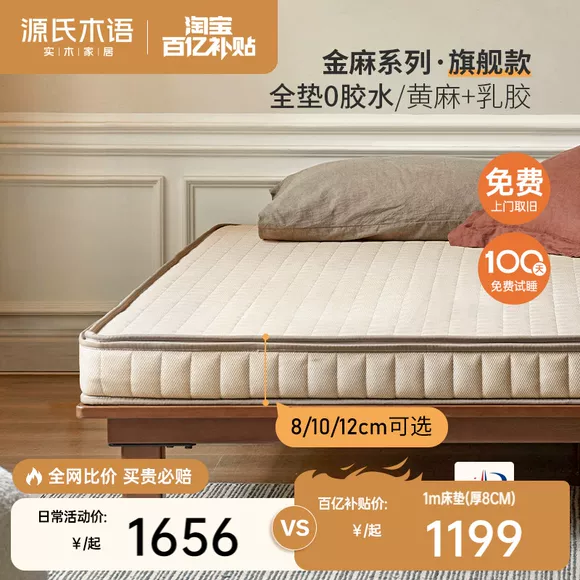 源氏木语
实|木|家|居
淘宝
百亿补贴
金麻系列·旗舰款
全垫0胶水/黄麻+乳胶
免费
上门取旧
100天
免费试睡
8/10/12cm可选
全网比价 买贵必赔
日常活动价:
¥/起
1656
VS
百亿补贴价:
¥/起
1m床垫(厚8CM)
1199